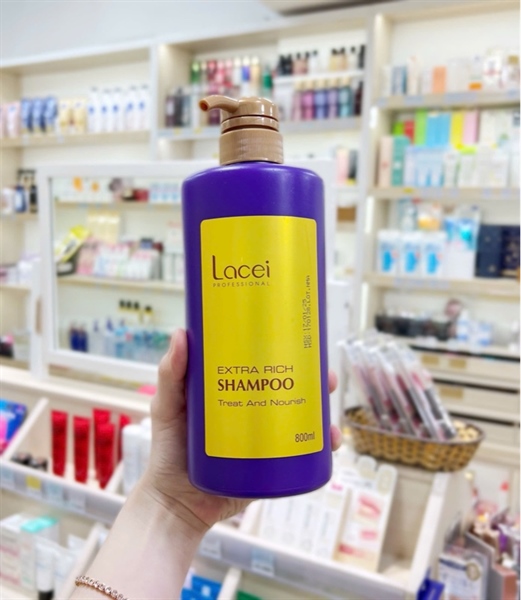 Lacei
PROFESSIONAL
EXTRA RICH
SHAMPOO
Treat And Nourish
800ml